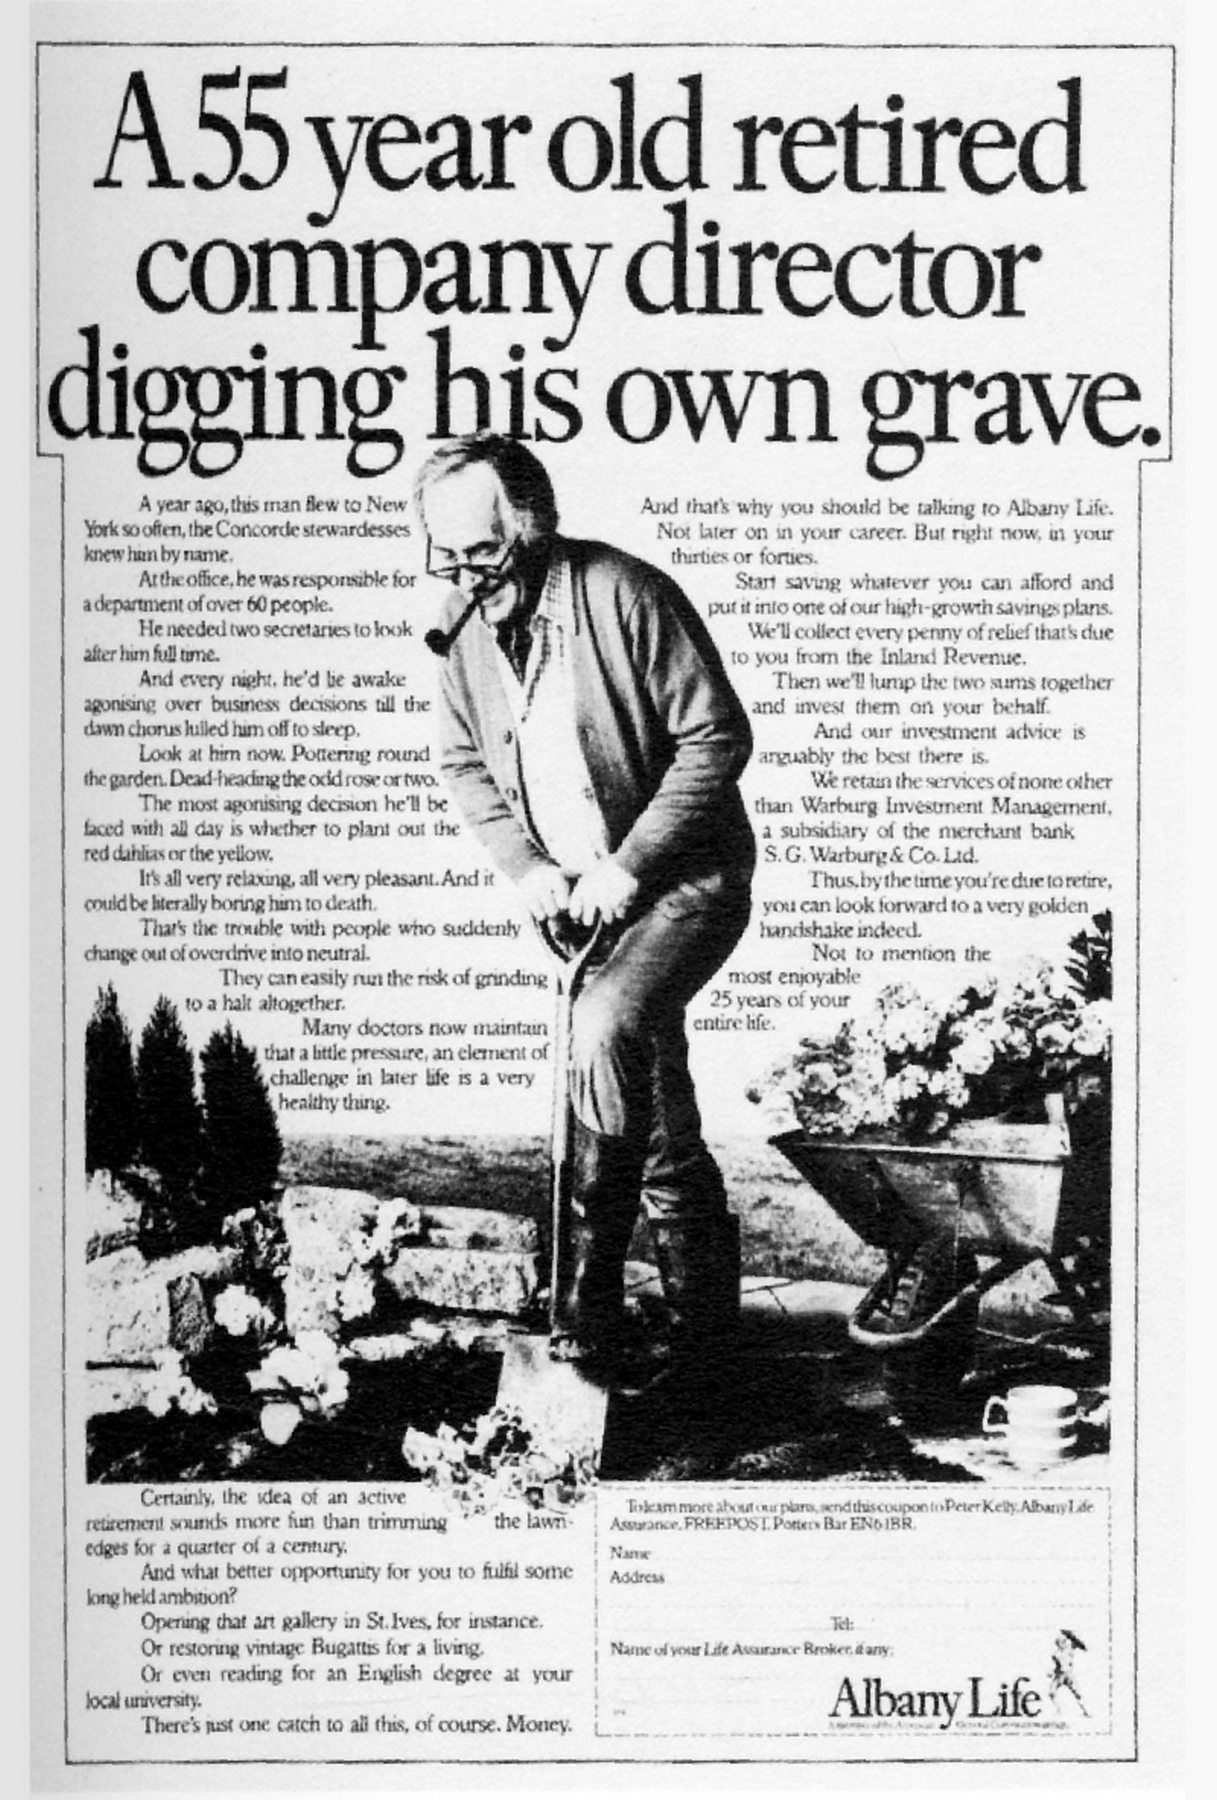 A 55 year old retired
company director
digging his own grave.
A year ago, this man flew to New
York so often, the Concorde stewardesses
knew him by name.
At the office, he was responsible for
a department of over 60 people.
He needed two secretaries to look
after him full time.
And every night, he'd lie awake
agonising over business decisions till the
dawn chorus lulled him off to sleep.
Look at him now. Pottering round
the garden. Dead-heading the odd rose or two.
The most agonising decision he'll be
faced with all day is whether to plant out the
red dahlias or the yellow.
It's all very relaxing, all very pleasant. And it
could be literally boring him to death.
That's the trouble with people who suddenly
change out of overdrive into neutral.
They can easily run the risk of grinding
to a halt altogether.
Many doctors now maintain
that a little pressure, an element of
challenge in later life is a very
healthy thing.
Certainly, the idea of an active
retirement sounds more fun than trimming the lawn-
edges for a quarter of a century.
And what better opportunity for you to fulfil some
long held ambition?
Opening that art gallery in St. Ives, for instance.
Or restoring vintage Bugattis for a living.
Or even reading for an English degree at your
local university.
There's just one catch to all this, of course. Money.
And that's why you should be talking to Albany Life.
Not later on in your career. But right now, in your
thirties or forties.
Start saving whatever you can afford and
put it into one of our high-growth savings plans.
We'll collect every penny of relief that's due
to you from the Inland Revenue.
Then we'll lump the two sums together
and invest them on your behalf.
And our investment advice is
arguably the best there is.
We retain the services of none other
than Warburg Investment Management,
a subsidiary of the merchant bank
S. G. Warburg & Co. Ltd.
Thus, by the time you're due to retire,
you can look forward to a very golden
handshake indeed.
Not to mention the
most enjoyable
25 years of your
entire life.
To learn more about our plans, send this coupon to Peter Kelly, Albany Life
Assurance, FREEPOST, Potters Bar EN6 1BR.
Name
Address
Tel:
Name of your Life Assurance Broker, if any:
Albany Life